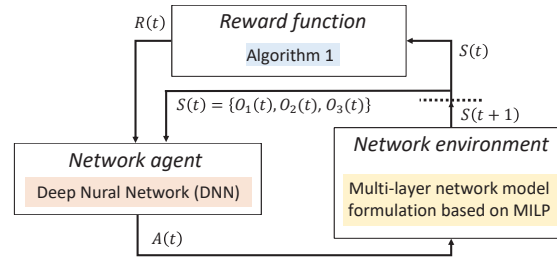 R(t)
Reward function
Algorithm 1
S(t)
S(t) = {O₁(t), O₂(t), O₃(t)}
S(t + 1)
Network agent
Deep Nural Network (DNN)
Network environment
Multi-layer network model
formulation based on MILP
A(t)